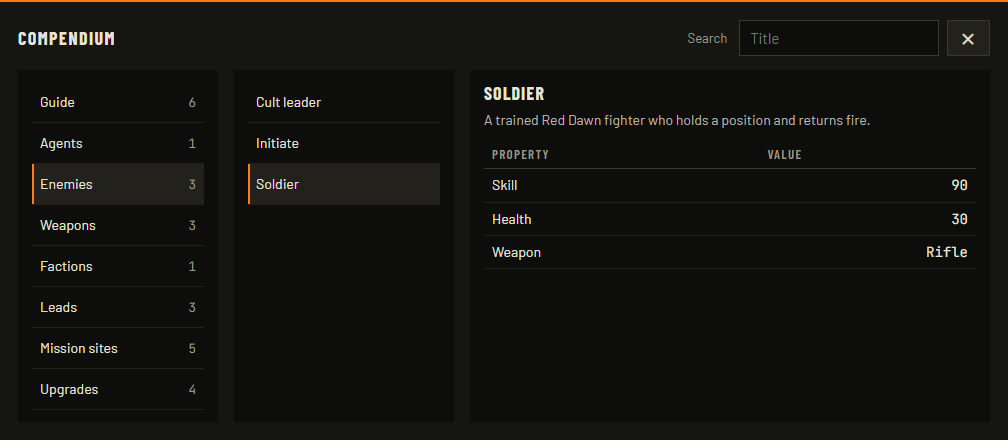 COMPENDIUM
Search
Title
×
Guide 6
Agents 1
Enemies 3
Weapons 3
Factions 1
Leads 3
Mission sites 5
Upgrades 4
Cult leader
Initiate
Soldier
SOLDIER
A trained Red Dawn fighter who holds a position and returns fire.
PROPERTY VALUE
Skill 90
Health 30
Weapon Rifle